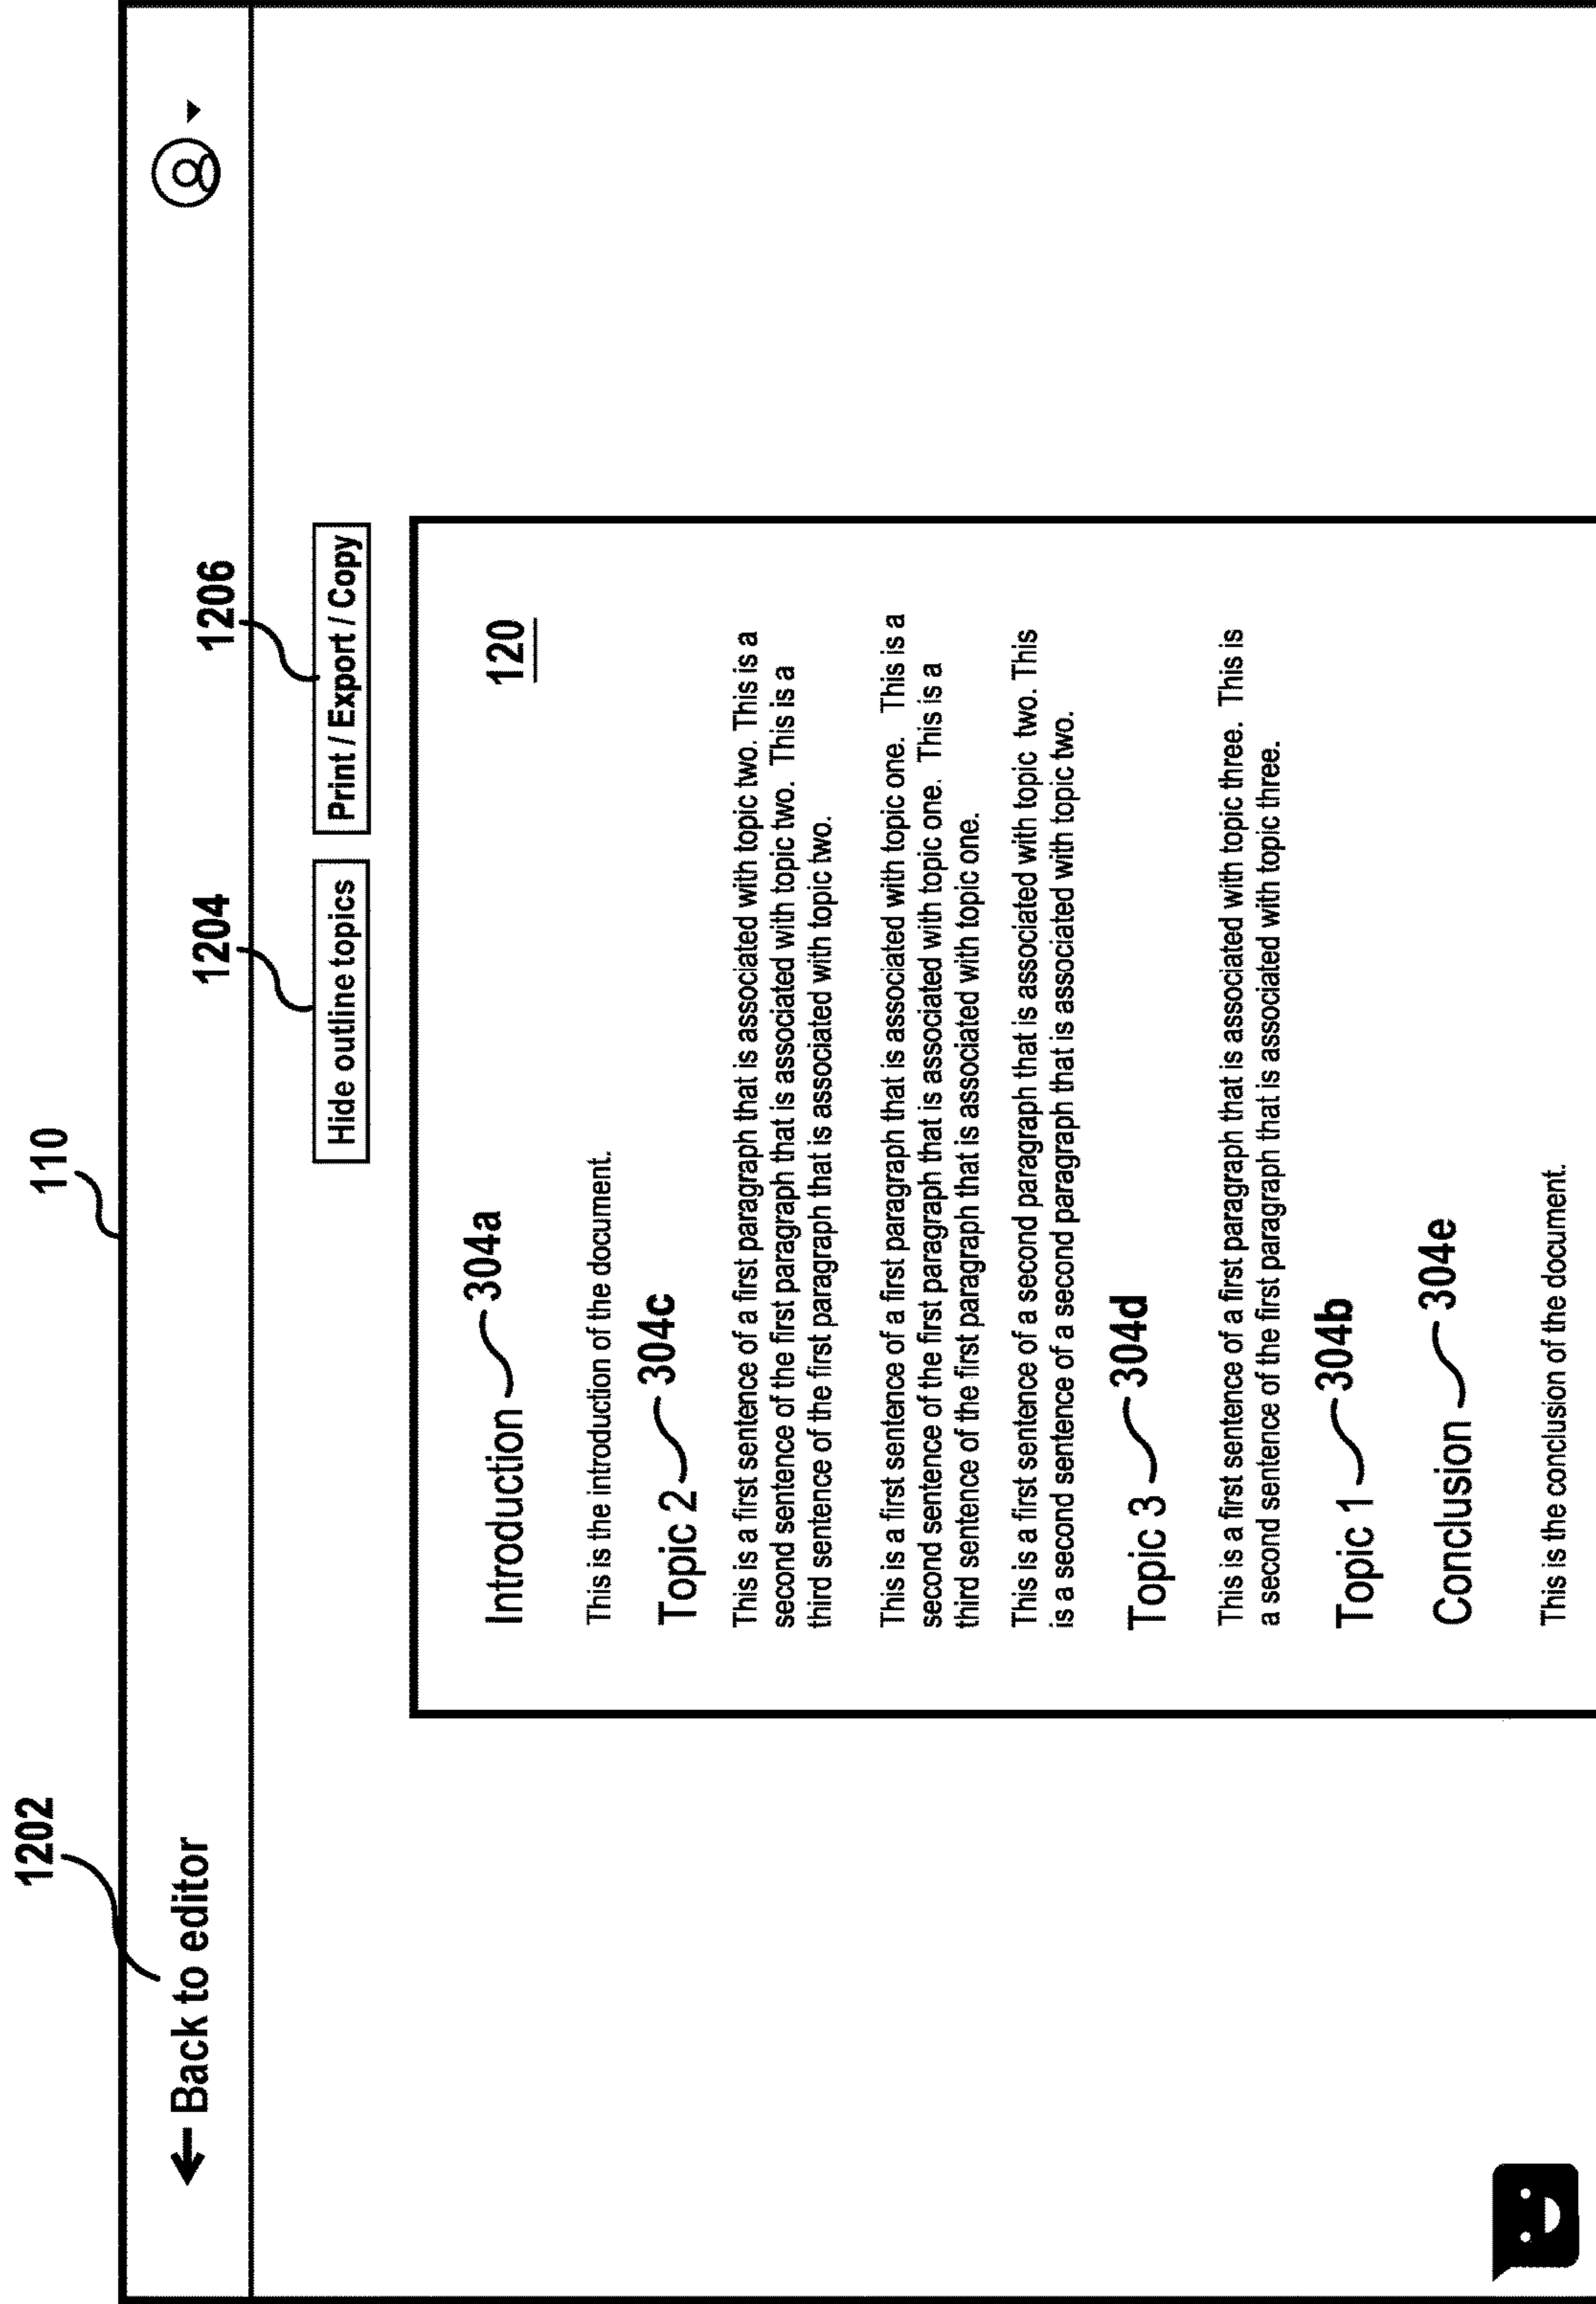 110
1202
← Back to editor
1204
1206
Hide outline topics
Print / Export / Copy
120
Introduction 304a
This is the introduction of the document.
Topic 2 304c
This is a first sentence of a first paragraph that is associated with topic two. This is a
second sentence of the first paragraph that is associated with topic two. This is a
third sentence of the first paragraph that is associated with topic two.
This is a first sentence of a first paragraph that is associated with topic one. This is a
second sentence of the first paragraph that is associated with topic one. This is a
third sentence of the first paragraph that is associated with topic one.
This is a first sentence of a second paragraph that is associated with topic two. This
is a second sentence of a second paragraph that is associated with topic two.
Topic 3 304d
This is a first sentence of a first paragraph that is associated with topic three. This is
a second sentence of the first paragraph that is associated with topic three.
Topic 1 304b
Conclusion 304e
This is the conclusion of the document.